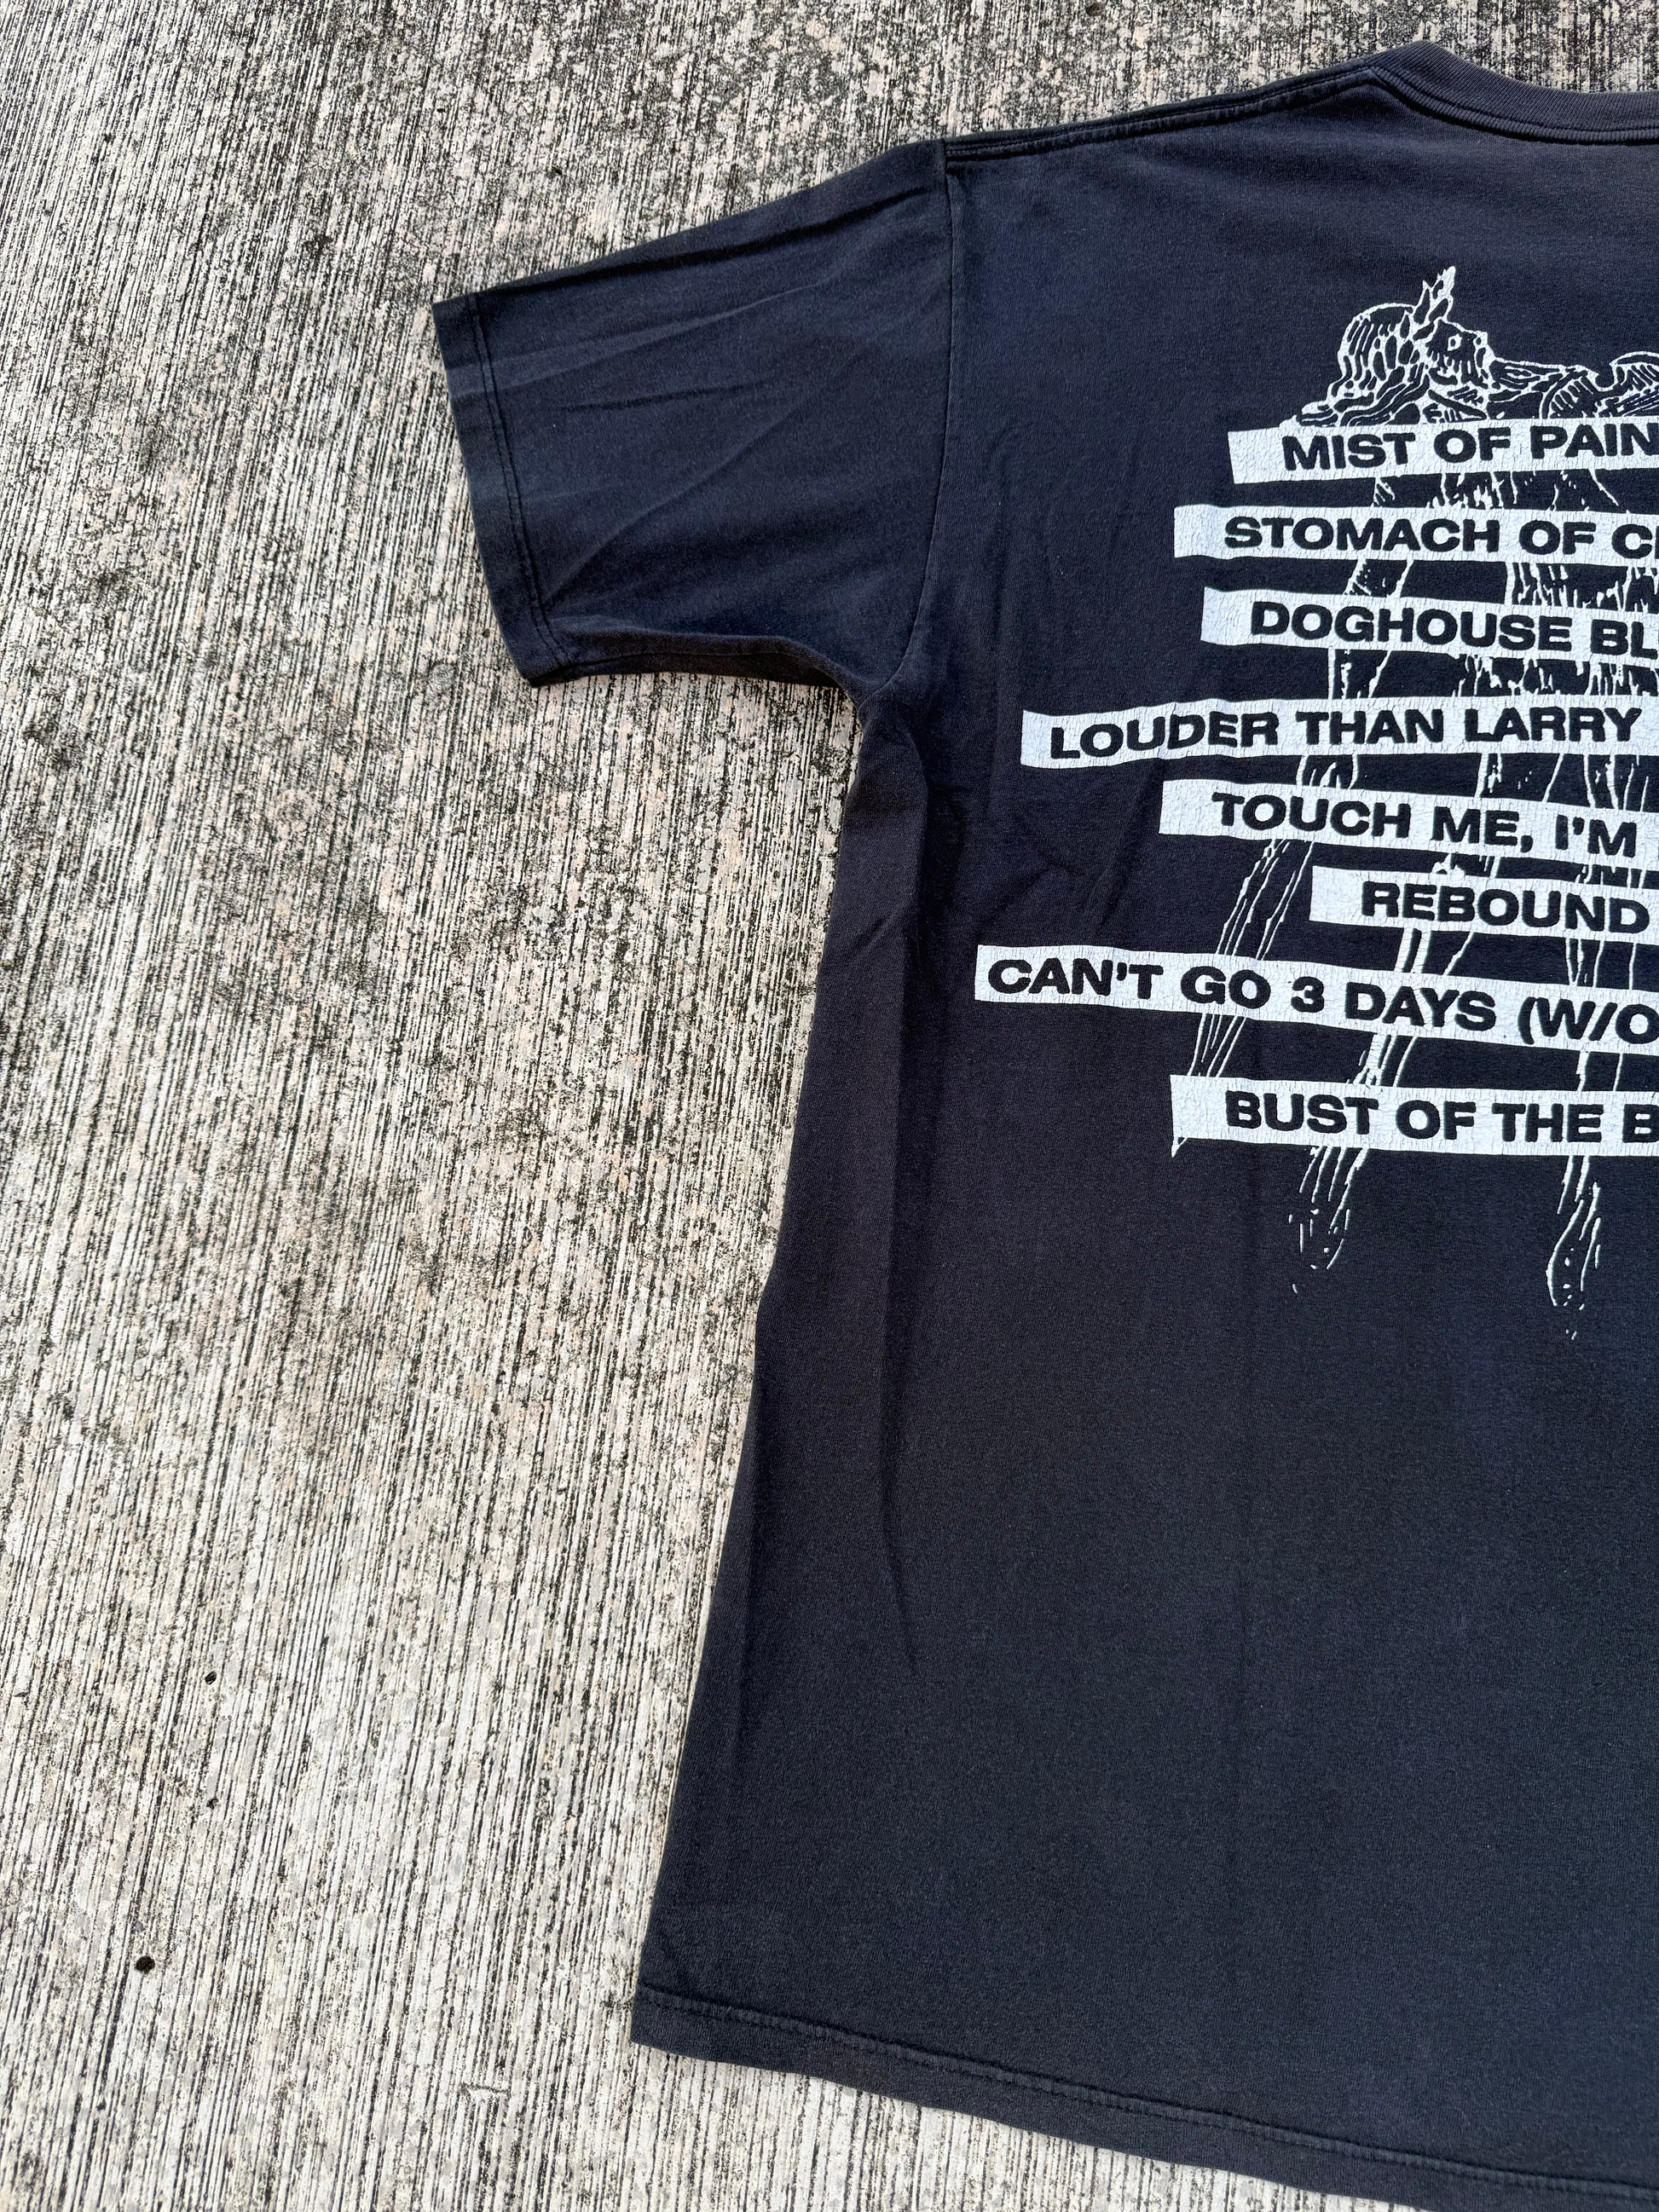 MIST OF PAIN
STOMACH OF
DOGHOUSE
LOUDER THAN LARRY
TOUCH ME, I'M
REBOUND
CAN'T GO 3 DAYS (W/O
BUST OF THE